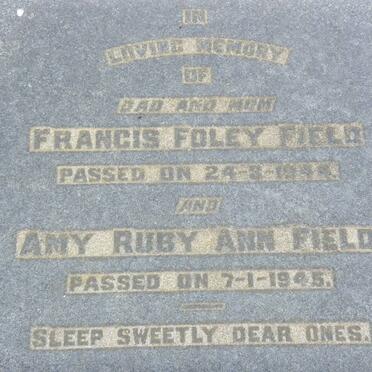 IN
LOVING MEMORY
OF
DAD AND MUM
FRANCIS FOLEY FIELD
PASSED ON 24-3-1944.
AND
AMY RUBY ANN FIELD
PASSED ON 7-1-1945.
SLEEP SWEETLY DEAR ONES.